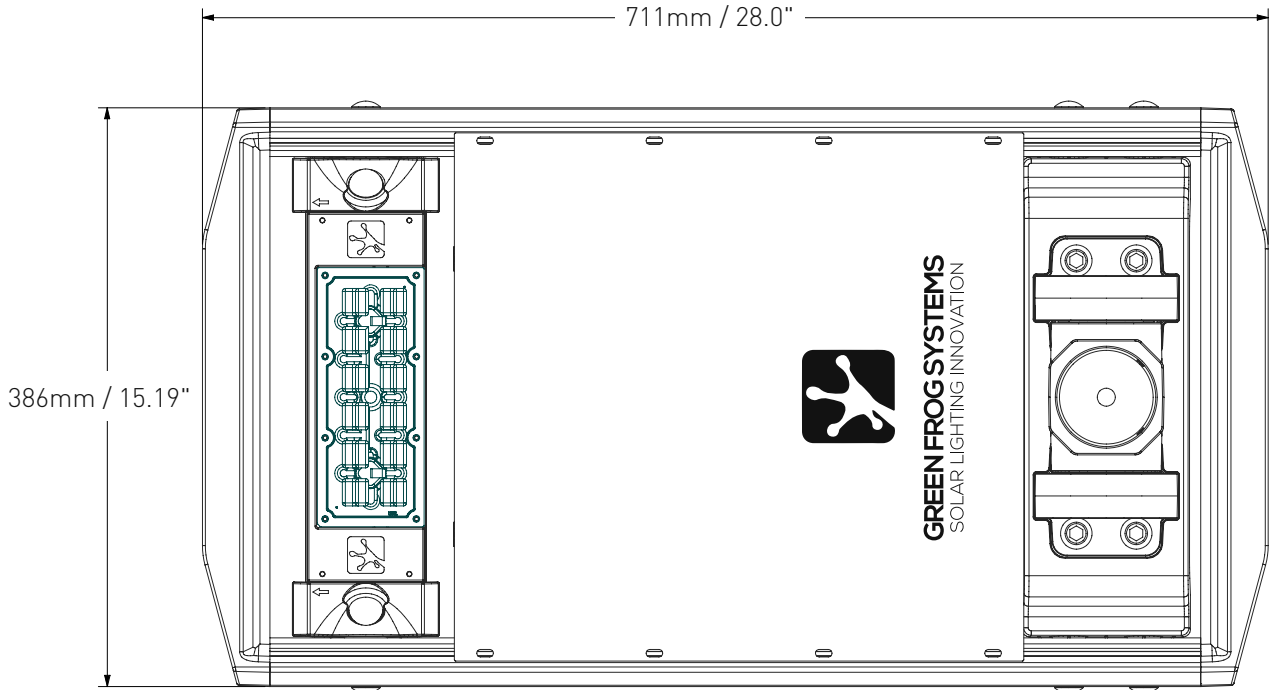 711mm / 28.0"
386mm / 15.19"
GREEN FROG SYSTEMS
SOLAR LIGHTING INNOVATION